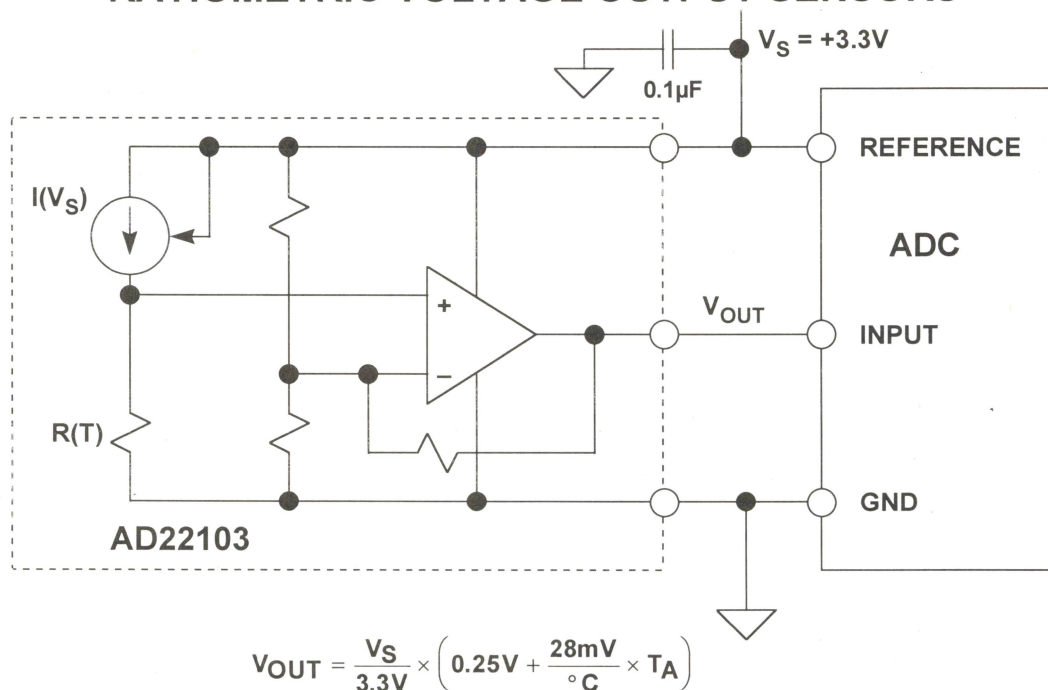 V_S = +3.3V
0.1µF
I(V_S)
REFERENCE
ADC
+
V_OUT
INPUT
−
R(T)
GND
AD22103
V_OUT = V_S / 3.3V × ( 0.25V + 28mV / °C × T_A )